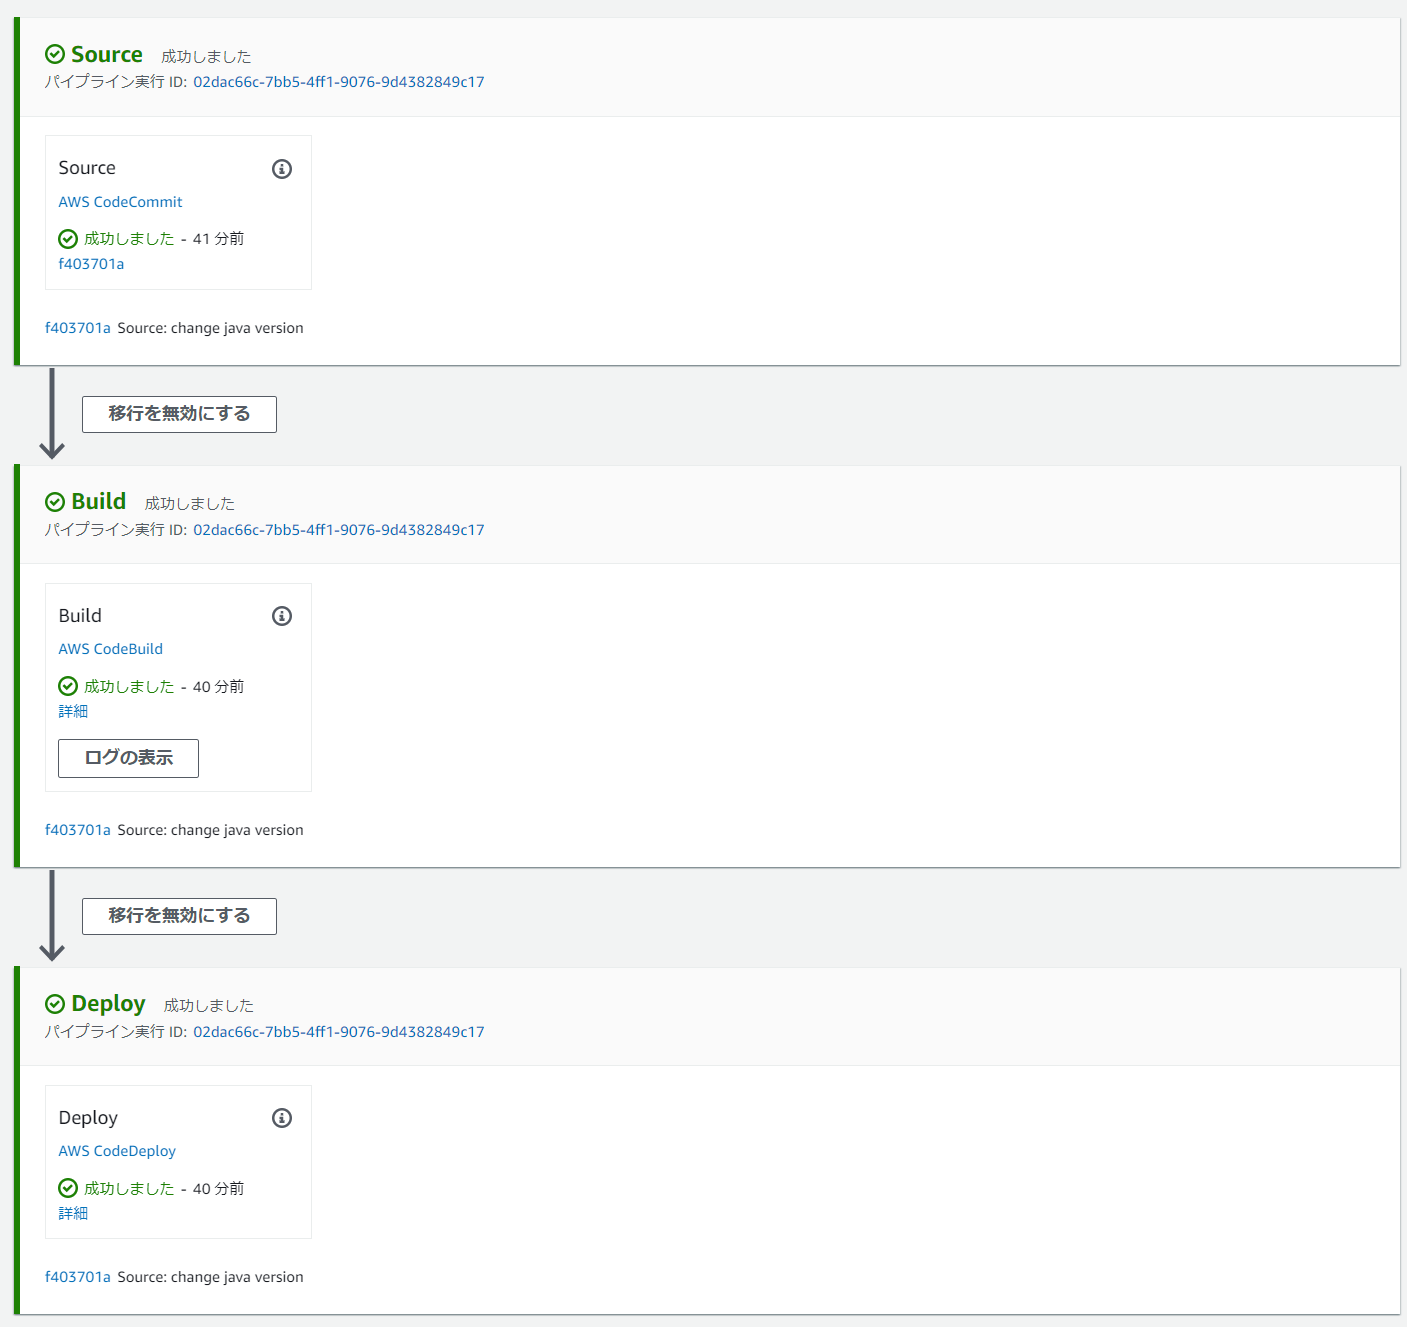 Source 成功しました
パイプライン実行 ID: 02dac66c-7bb5-4ff1-9076-9d4382849c17
Source
AWS CodeCommit
成功しました - 41 分前
f403701a
f403701a Source: change java version
移行を無効にする
Build 成功しました
パイプライン実行 ID: 02dac66c-7bb5-4ff1-9076-9d4382849c17
Build
AWS CodeBuild
成功しました - 40 分前
詳細
ログの表示
f403701a Source: change java version
移行を無効にする
Deploy 成功しました
パイプライン実行 ID: 02dac66c-7bb5-4ff1-9076-9d4382849c17
Deploy
AWS CodeDeploy
成功しました - 40 分前
詳細
f403701a Source: change java version